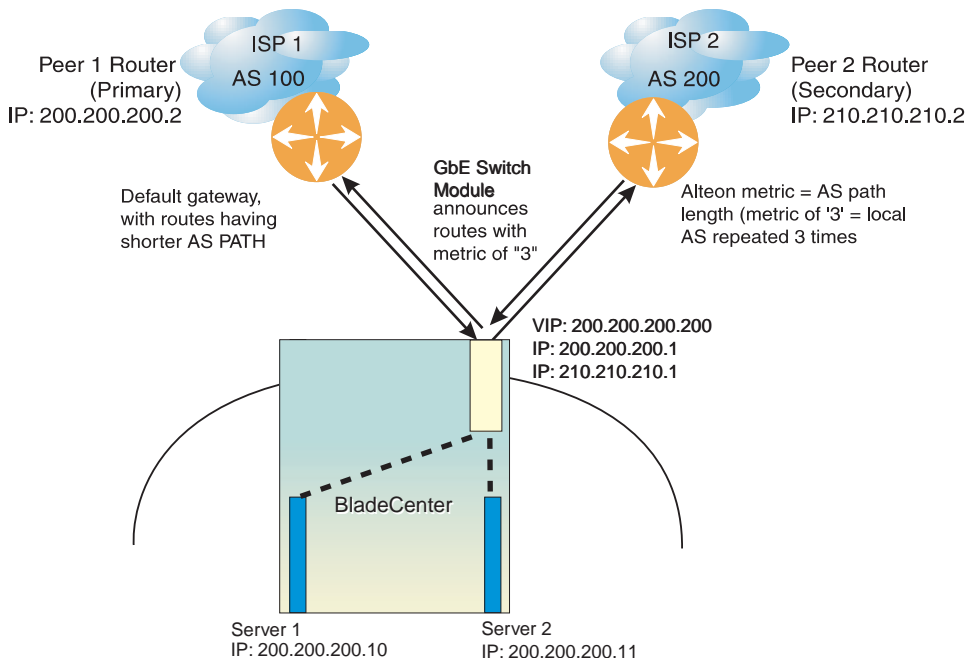 ISP 1
AS 100
Peer 1 Router
(Primary)
IP: 200.200.200.2
ISP 2
AS 200
Peer 2 Router
(Secondary)
IP: 210.210.210.2
Default gateway,
with routes having
shorter AS PATH
GbE Switch
Module
announces
routes with
metric of "3"
Alteon metric = AS path
length (metric of '3' = local
AS repeated 3 times
VIP: 200.200.200.200
IP: 200.200.200.1
IP: 210.210.210.1
BladeCenter
Server 1
IP: 200.200.200.10
Server 2
IP: 200.200.200.11